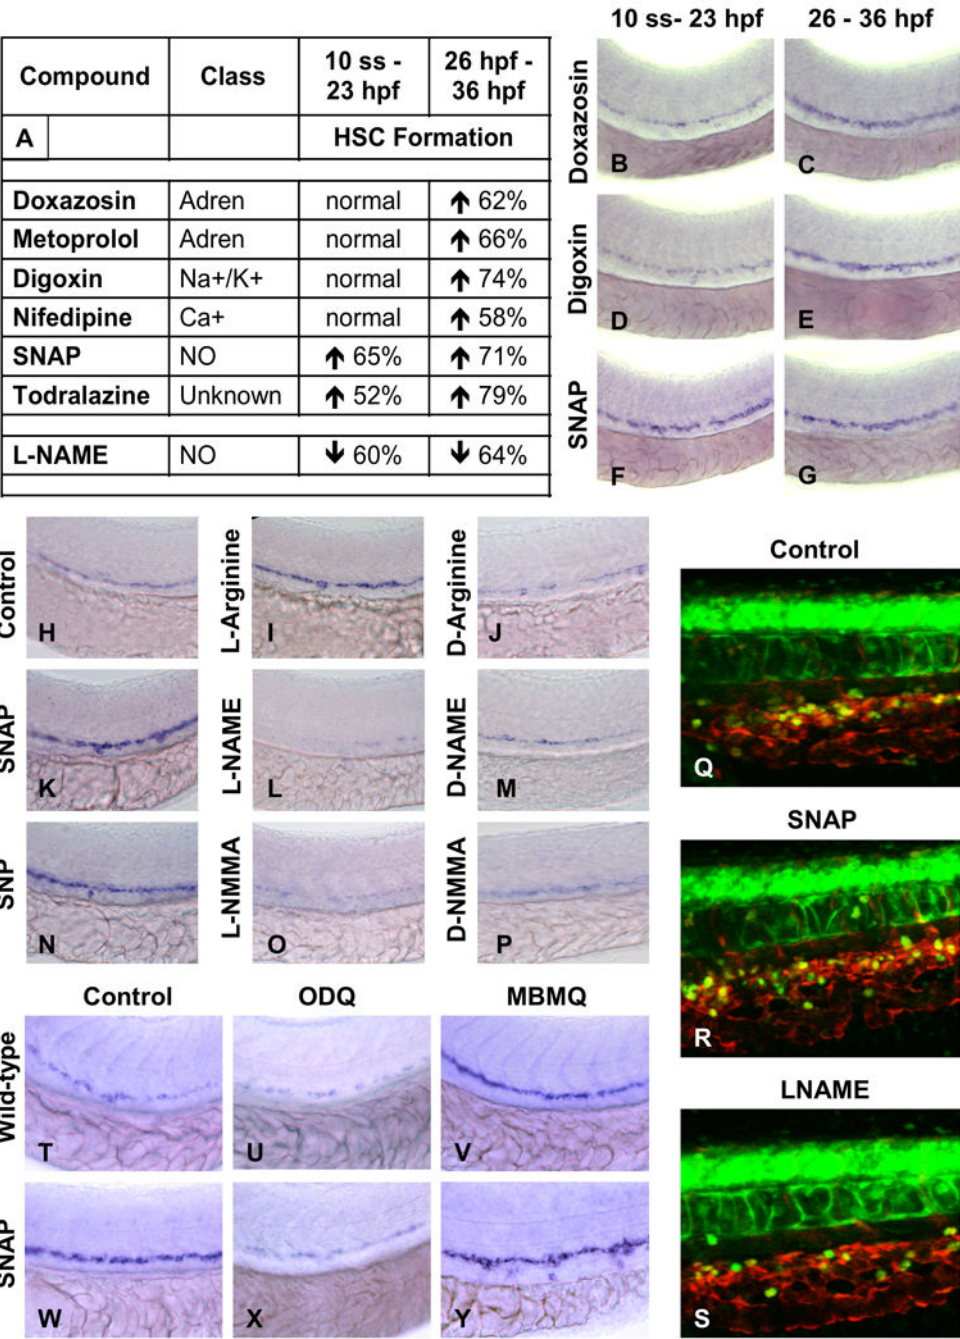 Compound Class 10 ss - 23 hpf 26 hpf - 36 hpf
A HSC Formation
Doxazosin Adren normal ↑ 62%
Metoprolol Adren normal ↑ 66%
Digoxin Na+/K+ normal ↑ 74%
Nifedipine Ca+ normal ↑ 58%
SNAP NO ↑ 65% ↑ 71%
Todralazine Unknown ↑ 52% ↑ 79%
L-NAME NO ↓ 60% ↓ 64%
10 ss- 23 hpf 26 - 36 hpf
Doxazosin
B C
Digoxin
D E
SNAP
F G
Control
H
L-Arginine
I
D-Arginine
J
SNAP
K
L-NAME
L
D-NAME
M
SNP
N
L-NMMA
O
D-NMMA
P
Control
Q
SNAP
R
LNAME
S
Control ODQ MBMQ
Wild-type
T U V
SNAP
W X Y